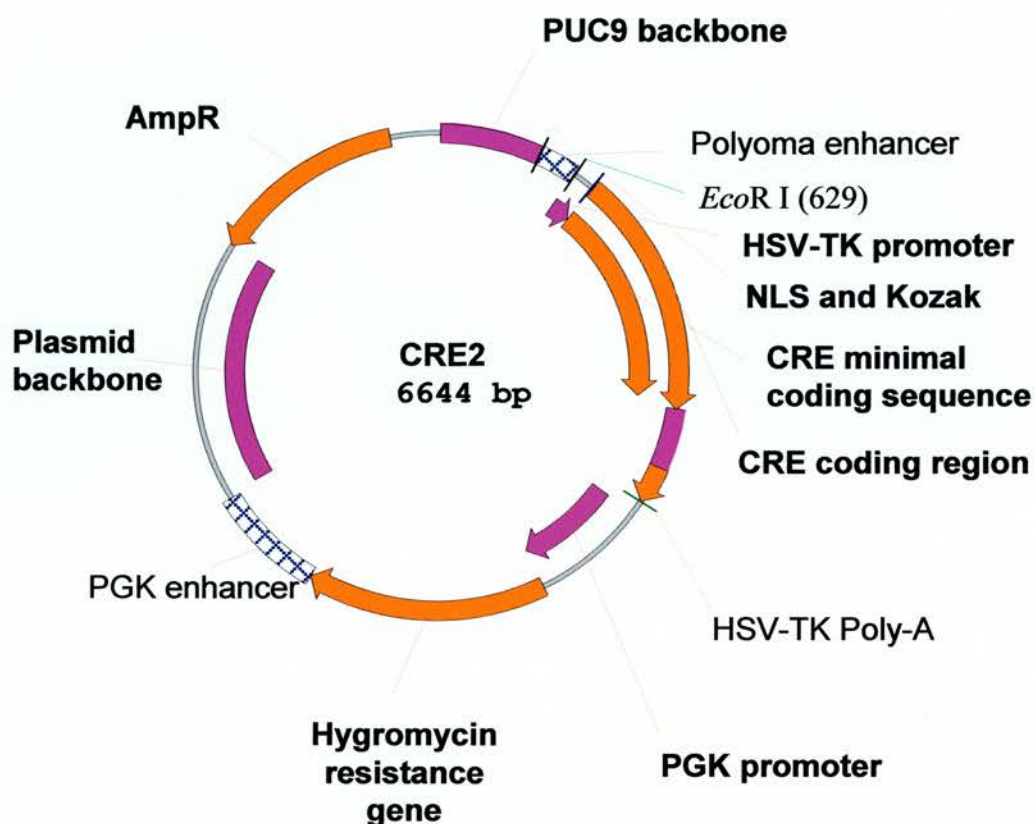 PUC9 backbone
AmpR
Polyoma enhancer
EcoR I (629)
HSV-TK promoter
NLS and Kozak
Plasmid
backbone
CRE2
6644 bp
CRE minimal
coding sequence
CRE coding region
PGK enhancer
HSV-TK Poly-A
Hygromycin
resistance
gene
PGK promoter